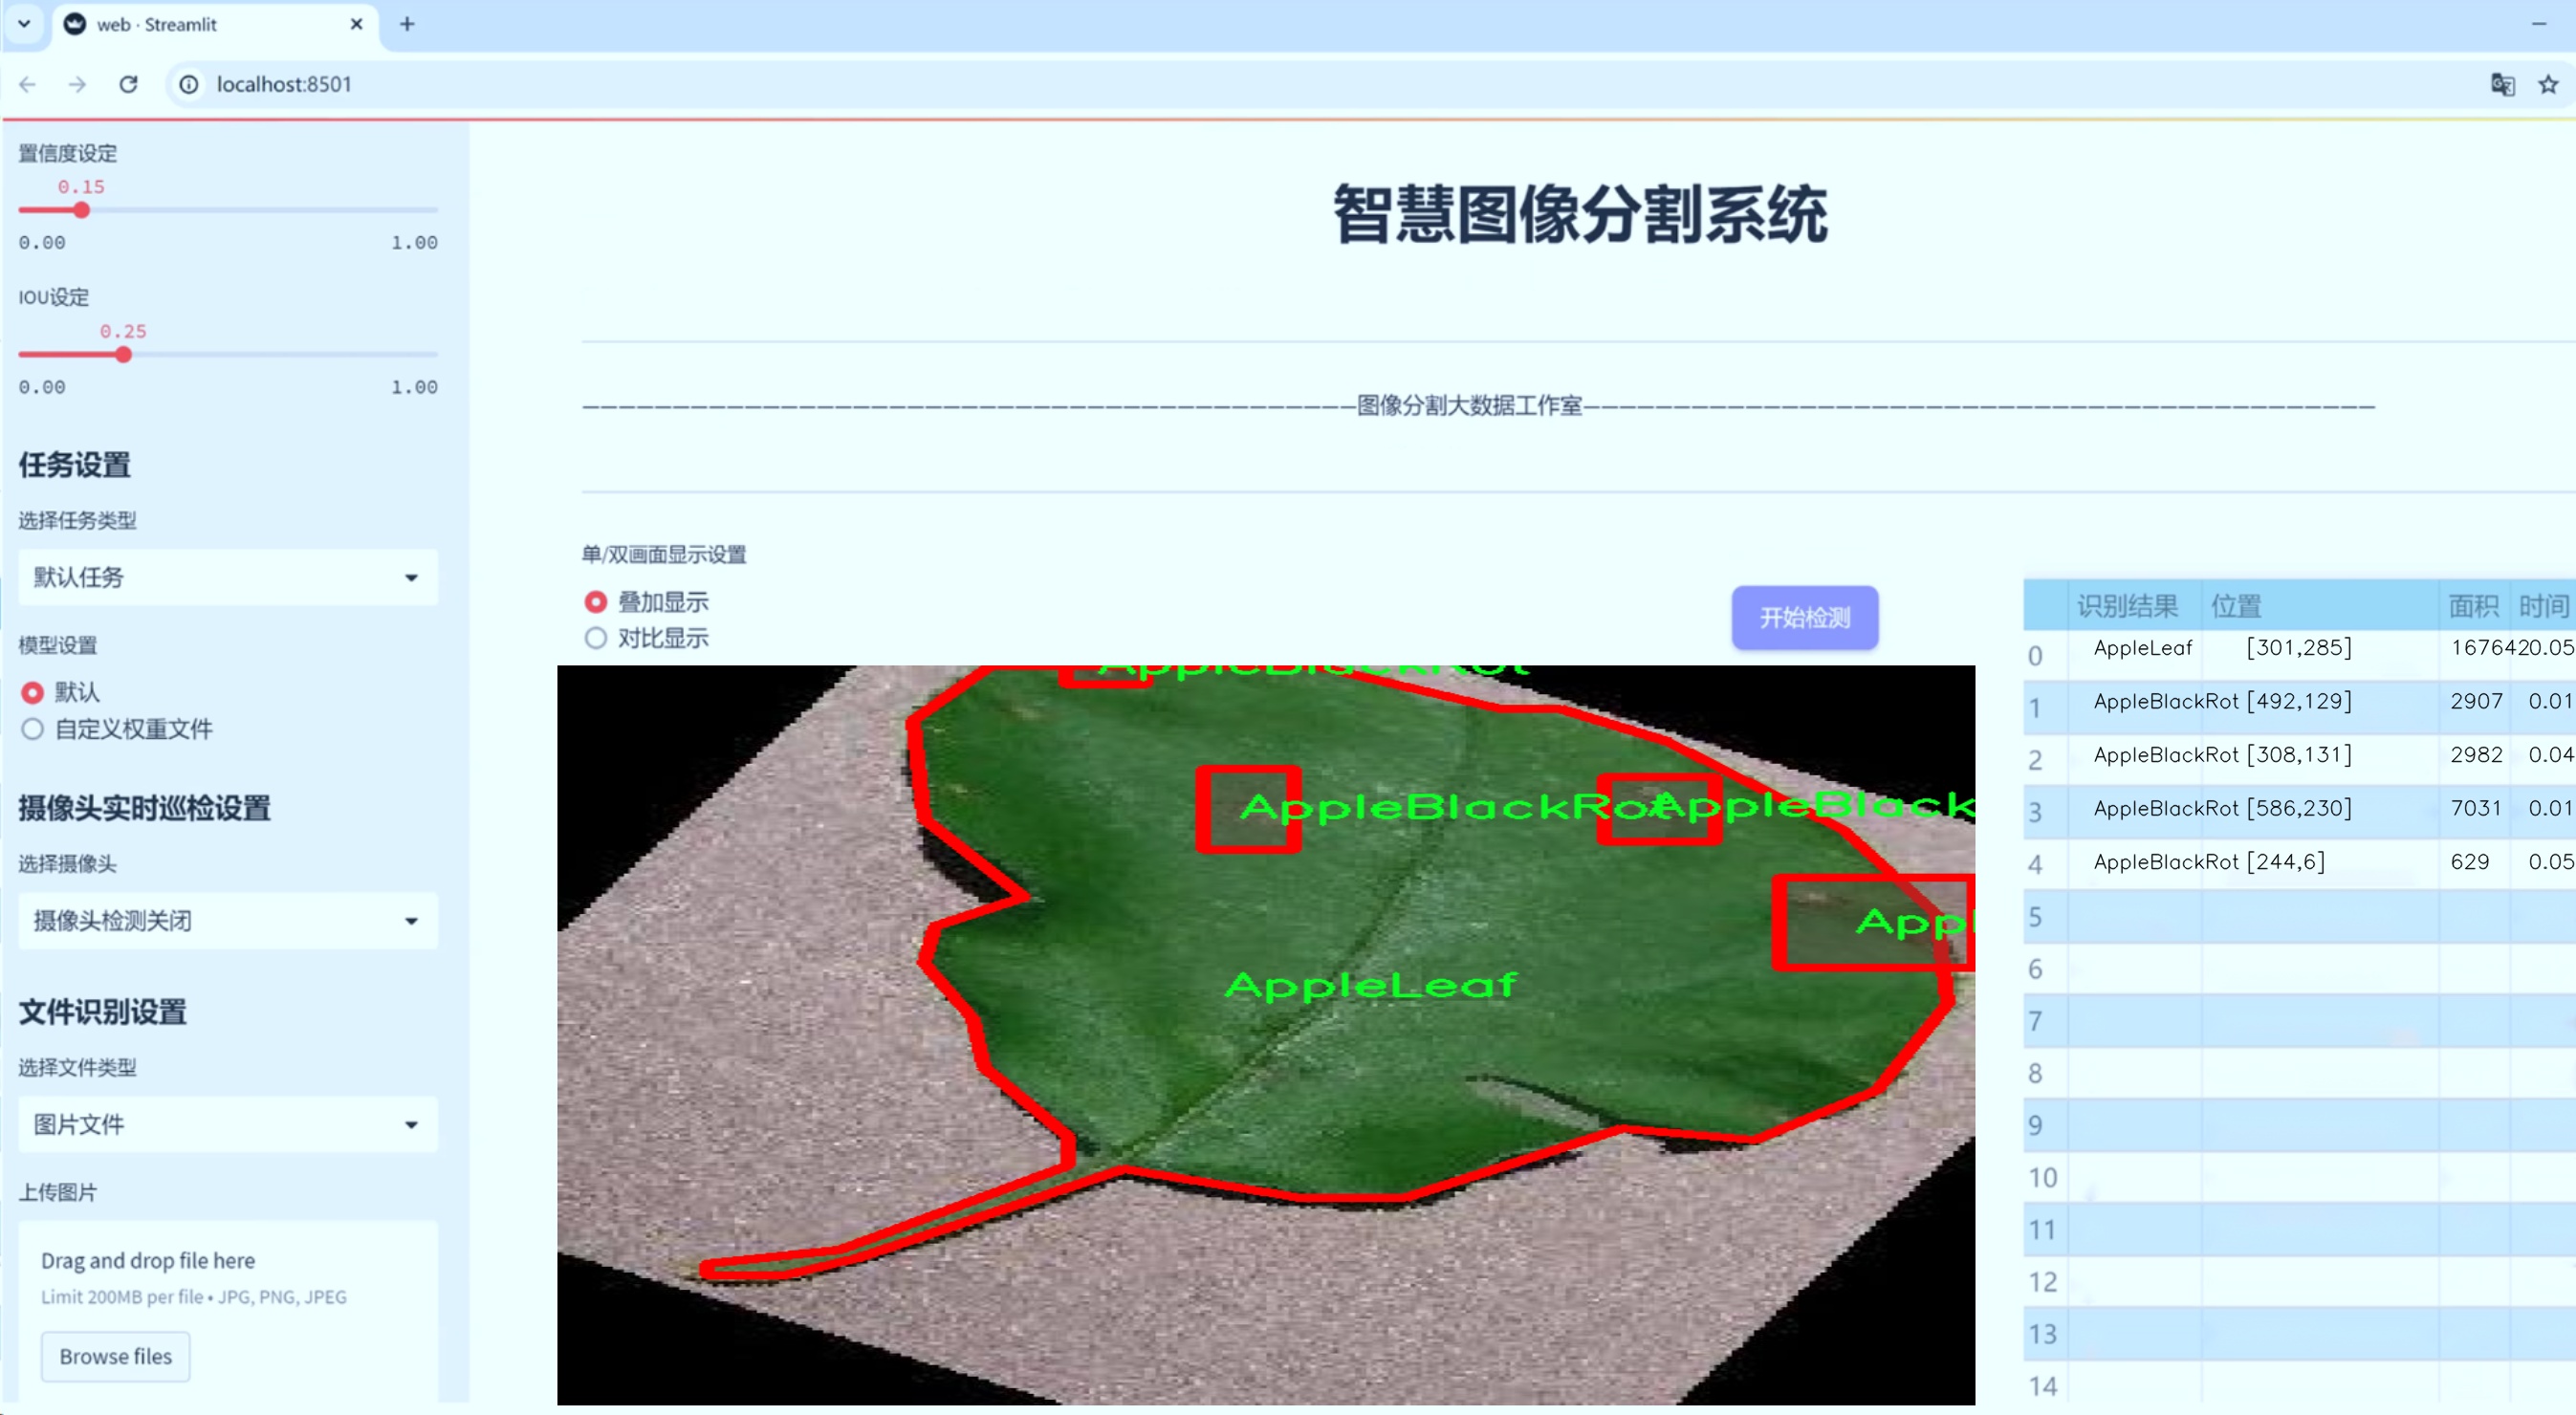 web · Streamlit
localhost:8501
置信度设定
0.15
0.00 1.00
IOU设定
0.25
0.00 1.00
任务设置
选择任务类型
默认任务
模型设置
默认
自定义权重文件
摄像头实时巡检设置
选择摄像头
摄像头检测关闭
文件识别设置
选择文件类型
图片文件
上传图片
Drag and drop file here
Limit 200MB per file • JPG, PNG, JPEG
Browse files
智慧图像分割系统
图像分割大数据工作室
单/双画面显示设置
叠加显示
对比显示
开始检测
AppleBlackRot
AppleBlackRot
AppleBlack
Appl
AppleLeaf
识别结果 位置 面积 时间
0 AppleLeaf [301,285] 167642 0.05
1 AppleBlackRot [492,129] 2907 0.01
2 AppleBlackRot [308,131] 2982 0.04
3 AppleBlackRot [586,230] 7031 0.01
4 AppleBlackRot [244,6] 629 0.05
5
6
7
8
9
10
11
12
13
14